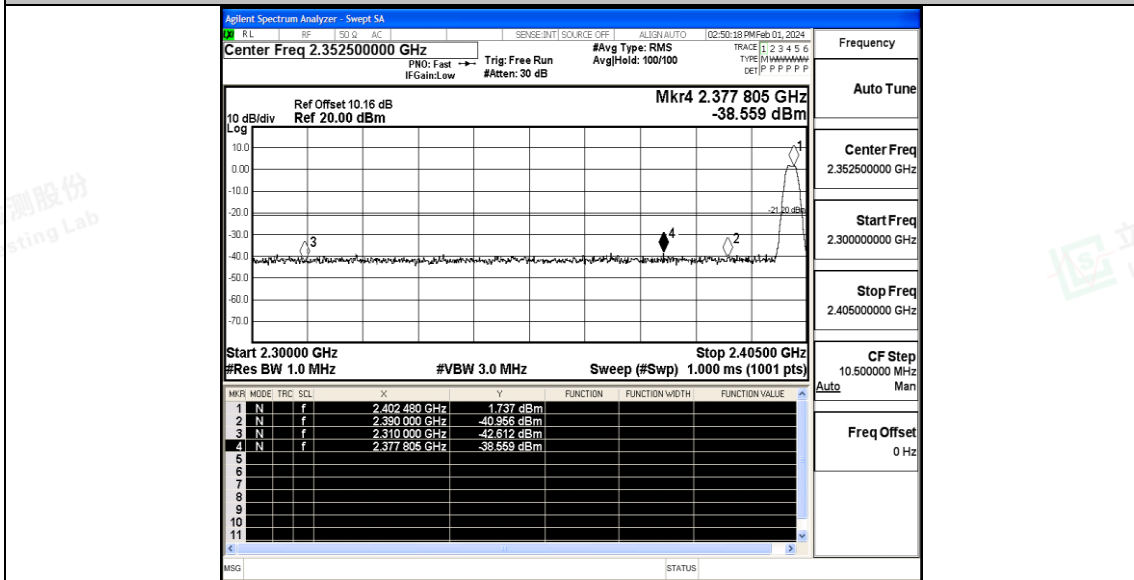 Agilent Spectrum Analyzer - Swept SA
RL RF 50 Ω AC SENSE:INT SOURCE OFF ALIGN AUTO 02:50:18 PM Feb 01, 2024
Center Freq 2.352500000 GHz
PNO: Fast
IFGain:Low
Trig: Free Run
#Atten: 30 dB
#Avg Type: RMS
Avg|Hold: 100/100
TRACE 1 2 3 4 5 6
TYPE M
DET P P P P P P
Frequency
Auto Tune
Center Freq
2.352500000 GHz
Start Freq
2.300000000 GHz
Stop Freq
2.405000000 GHz
CF Step
10.500000 MHz
Auto Man
Freq Offset
0 Hz
Mkr4 2.377 805 GHz
-38.559 dBm
Ref Offset 10.16 dB
10 dB/div Ref 20.00 dBm
Log
10.0
0.00
-10.0
-20.0
-30.0
-40.0
-50.0
-60.0
-70.0
1
-21.20 dBm
4
2
3
Start 2.30000 GHz Stop 2.40500 GHz
#Res BW 1.0 MHz #VBW 3.0 MHz Sweep (#Swp) 1.000 ms (1001 pts)
MKR MODE TRC SCL X Y FUNCTION FUNCTION WIDTH FUNCTION VALUE
1 N f 2.402 480 GHz 1.737 dBm
2 N f 2.390 000 GHz -40.956 dBm
3 N f 2.310 000 GHz -42.612 dBm
4 N f 2.377 805 GHz -38.559 dBm
5
6
7
8
9
10
11
MSG STATUS
测股份
sting Lab
立